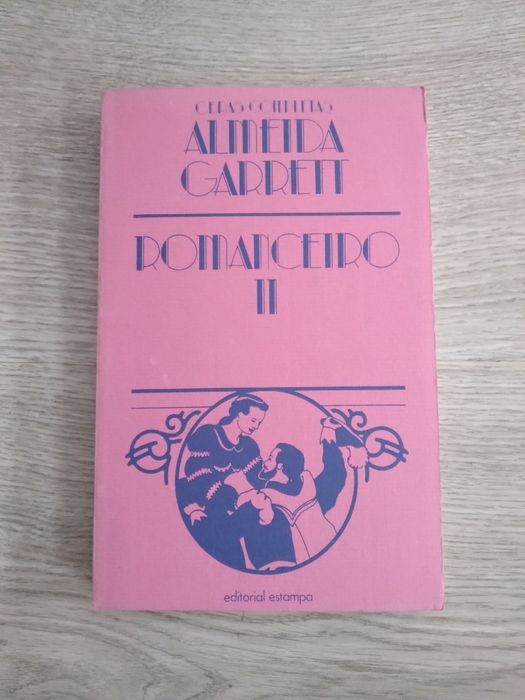 OBRAS COMPLETAS
ALMEIDA
GARRETT
ROMANCEIRO
II
editorial estampa